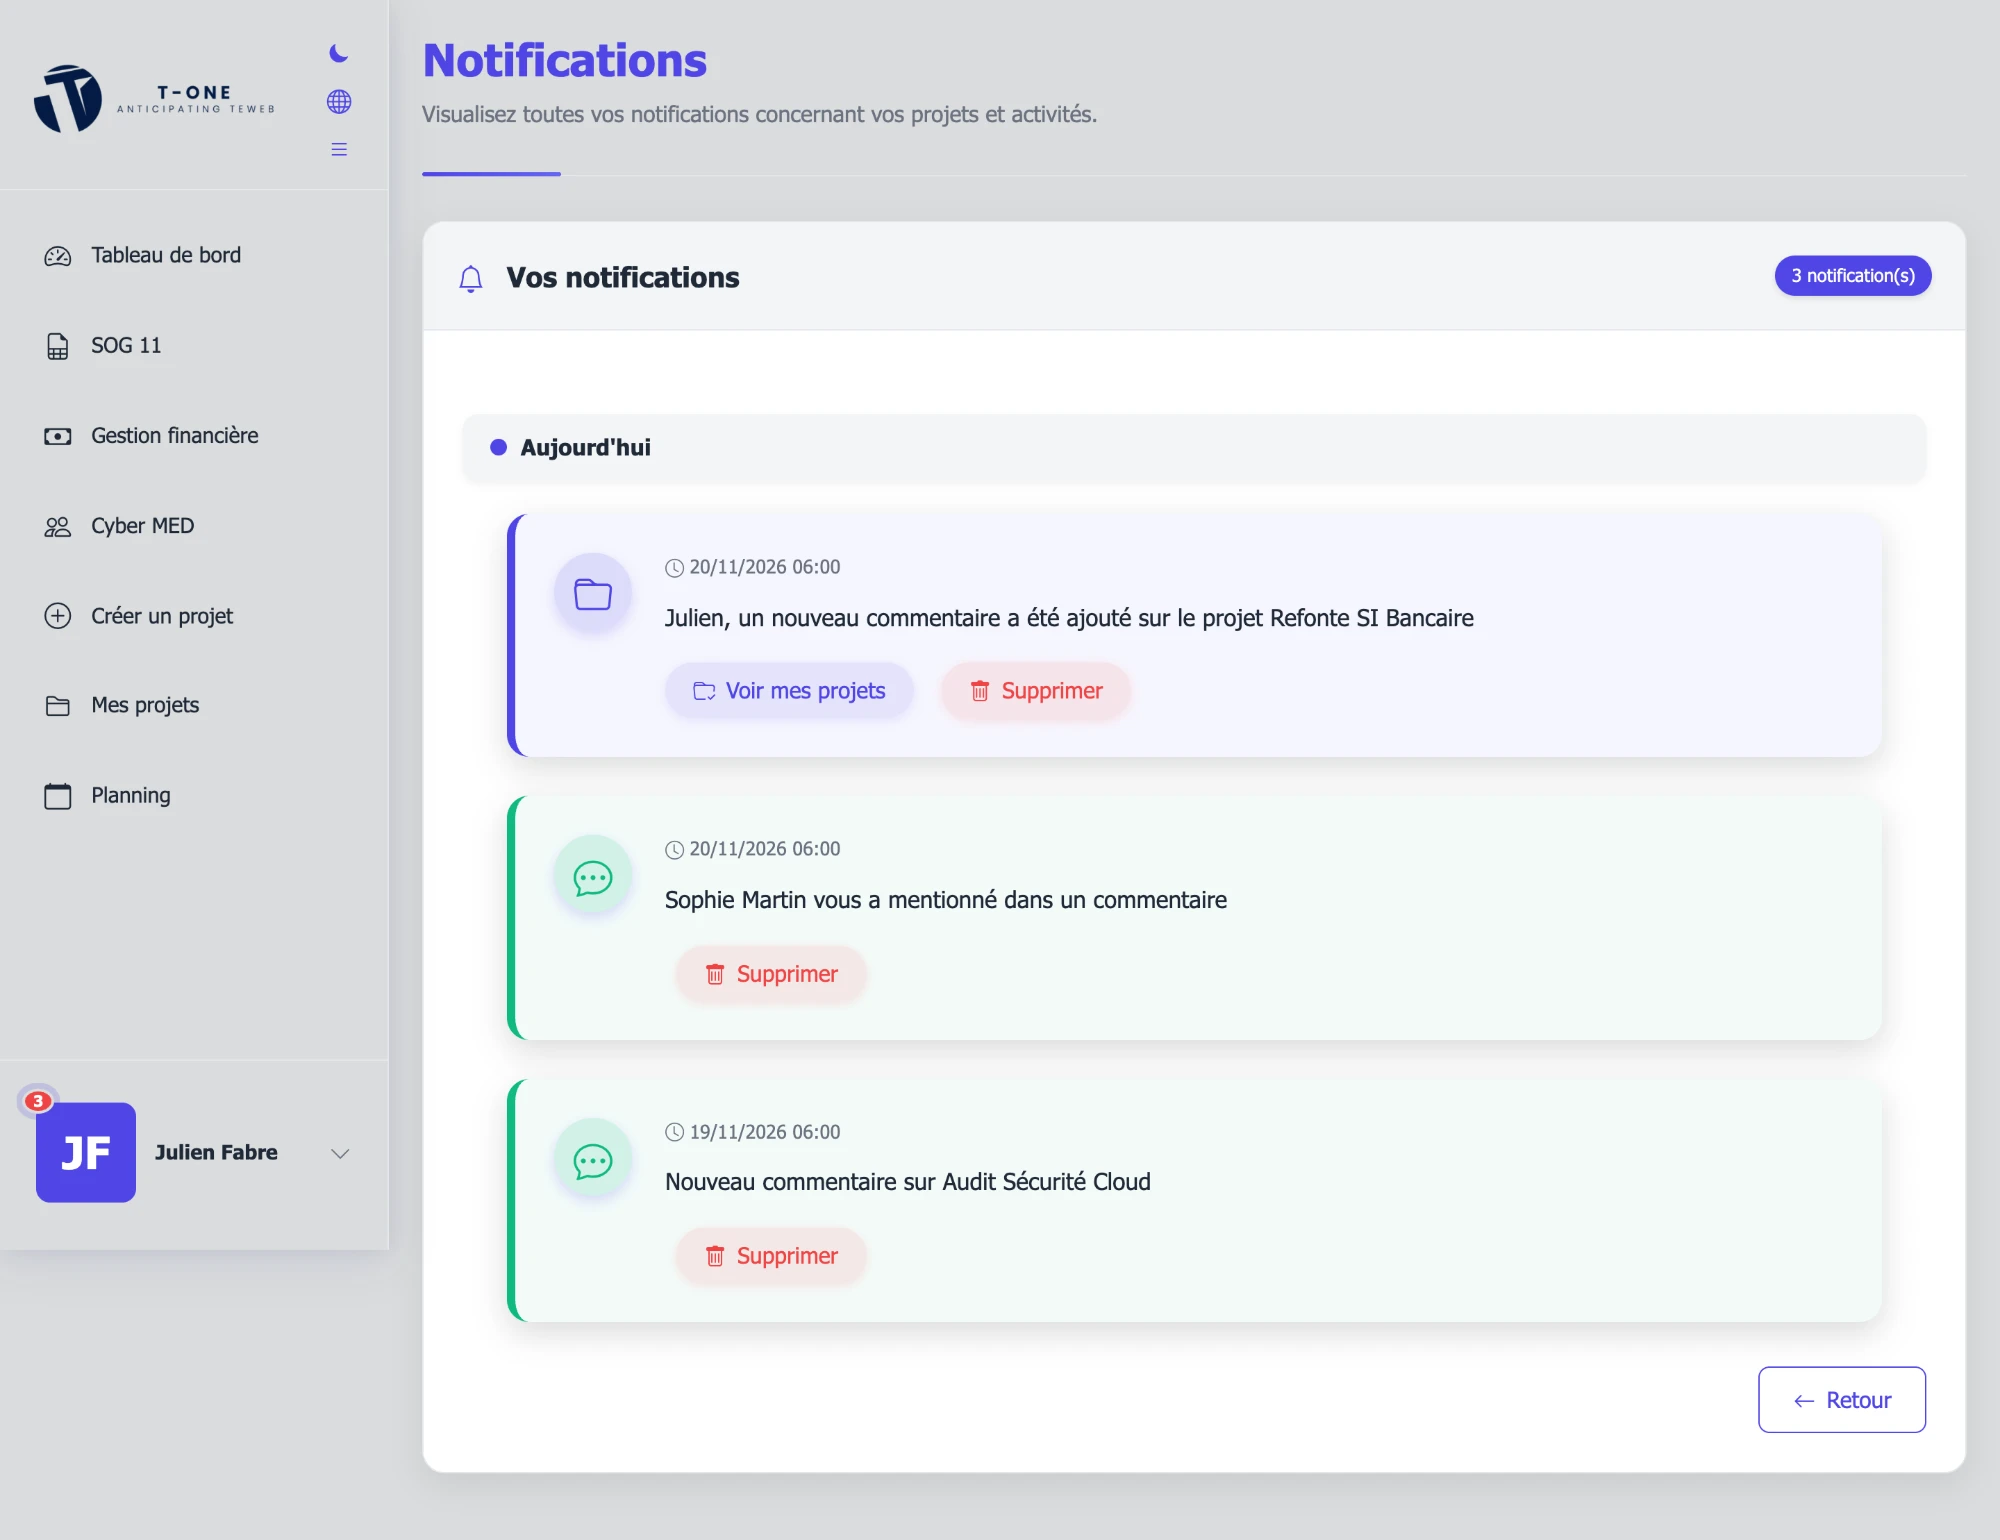 T-ONE
ANTICIPATING TEWEB
Tableau de bord
SOG 11
Gestion financière
Cyber MED
Créer un projet
Mes projets
Planning
3
JF
Julien Fabre
Notifications
Visualisez toutes vos notifications concernant vos projets et activités.
Vos notifications
3 notification(s)
Aujourd'hui
20/11/2026 06:00
Julien, un nouveau commentaire a été ajouté sur le projet Refonte SI Bancaire
Voir mes projets
Supprimer
20/11/2026 06:00
Sophie Martin vous a mentionné dans un commentaire
Supprimer
19/11/2026 06:00
Nouveau commentaire sur Audit Sécurité Cloud
Supprimer
← Retour